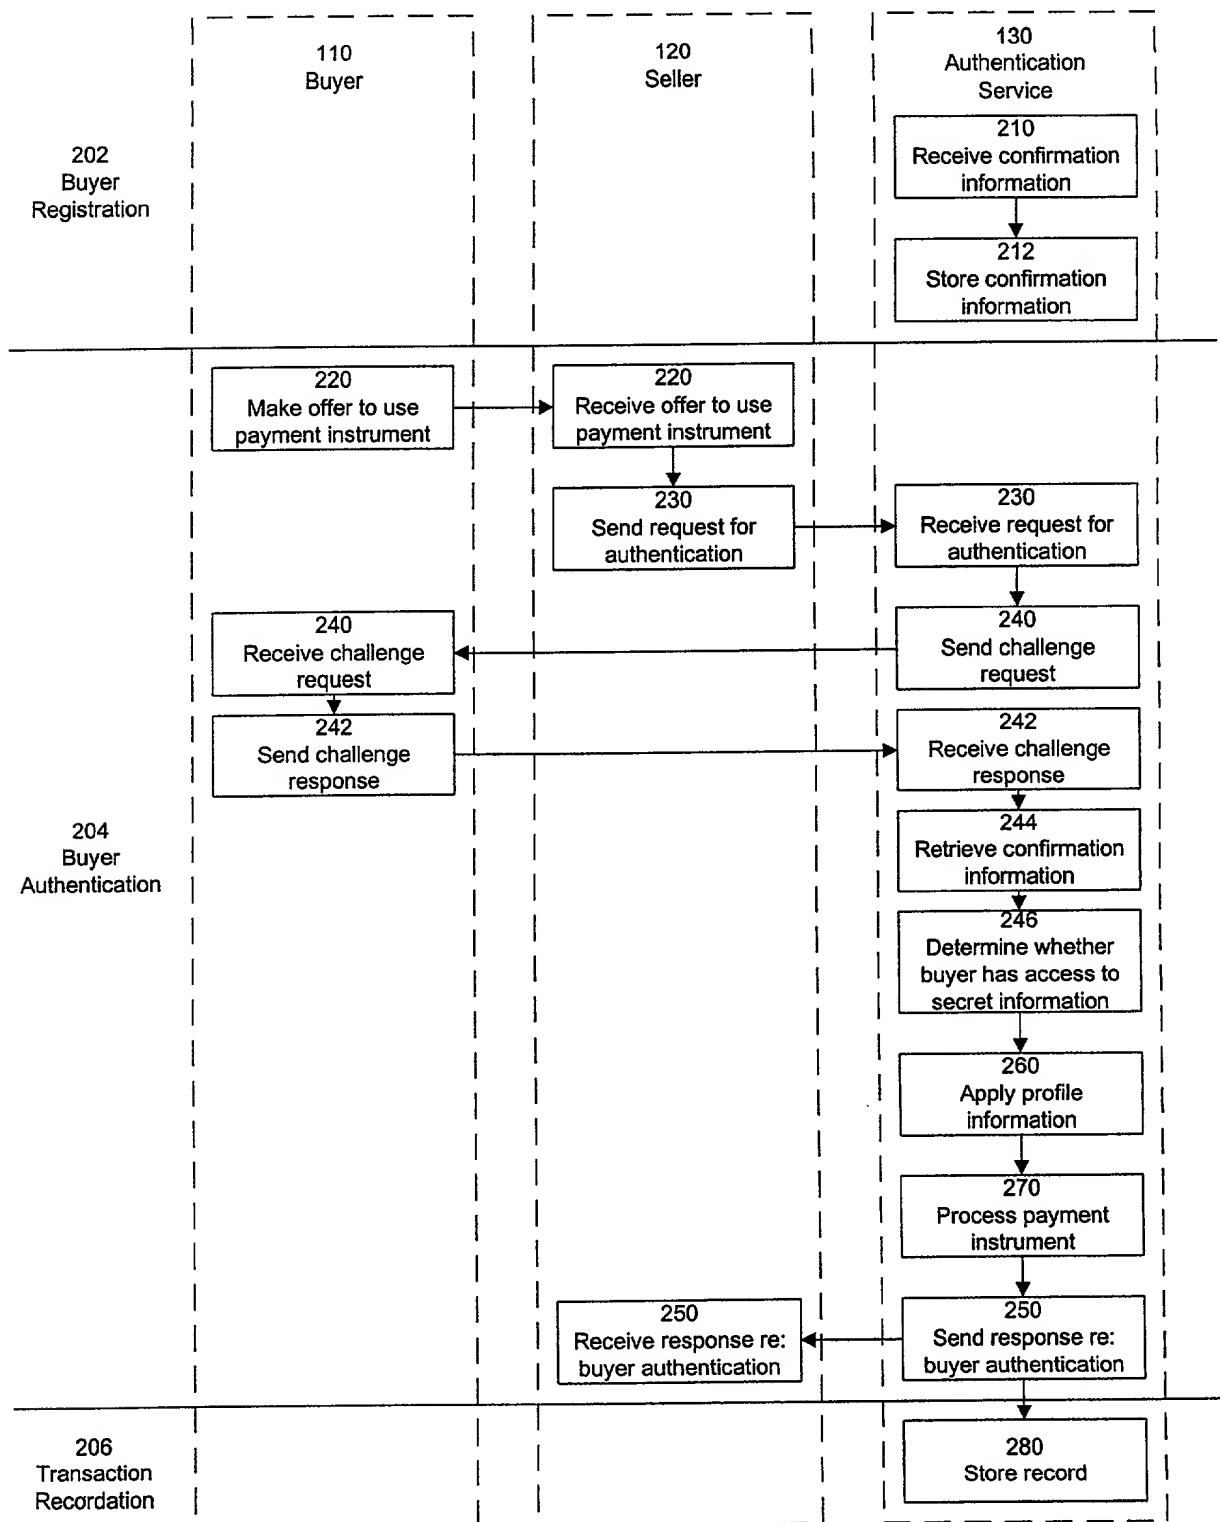 110
Buyer
120
Seller
130
Authentication
Service
202
Buyer
Registration
210
Receive confirmation
information
212
Store confirmation
information
220
Make offer to use
payment instrument
220
Receive offer to use
payment instrument
230
Send request for
authentication
230
Receive request for
authentication
240
Receive challenge
request
240
Send challenge
request
242
Send challenge
response
242
Receive challenge
response
204
Buyer
Authentication
244
Retrieve confirmation
information
246
Determine whether
buyer has access to
secret information
260
Apply profile
information
270
Process payment
instrument
250
Receive response re:
buyer authentication
250
Send response re:
buyer authentication
206
Transaction
Recordation
280
Store record